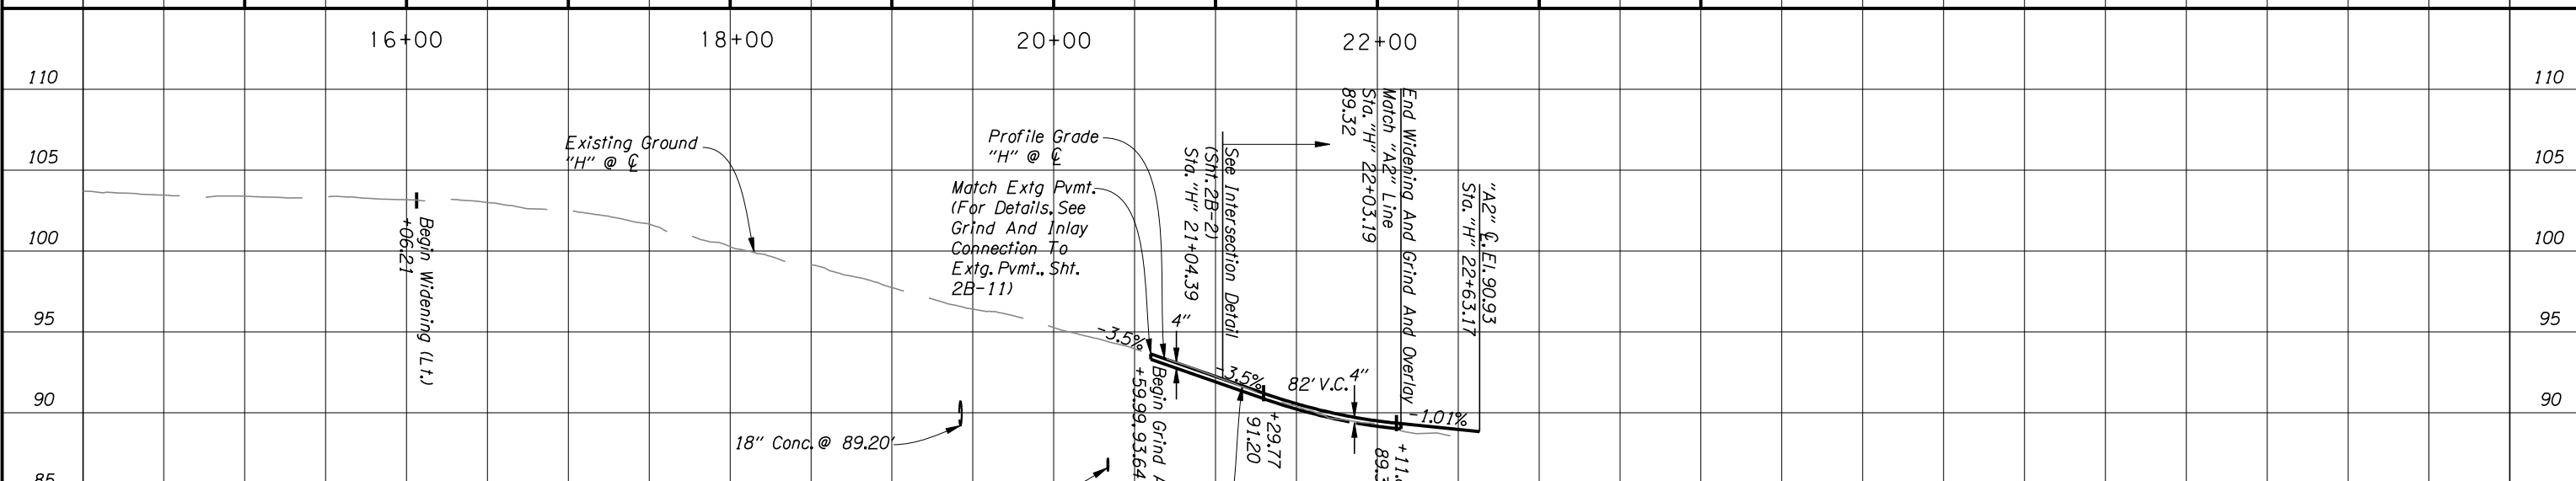 16+00 18+00 20+00 22+00
110 110
105 105
100 100
95 95
90 90
85
Existing Ground
"H" @ ℄
Begin Widening (Lt.)
+06.21
Profile Grade
"H" @ ℄
Match Extg Pvmt.
(For Details, See
Grind And Inlay
Connection To
Extg. Pvmt., Sht.
2B-11)
See Intersection Detail
(Sht. 2B-2)
Sta. "H" 21+04.39
End Widening And Grind And Overlay
Match "A2" Line
Sta. "H" 22+03.19
89.32
"A2" ℄ El. 90.93
Sta. "H" 22+63.17
-3.5%
4"
-3.5%
82' V.C.
4"
-1.01%
18" Conc. @ 89.20'
Begin Grind
+59.99, 93.64
+29.77
91.20